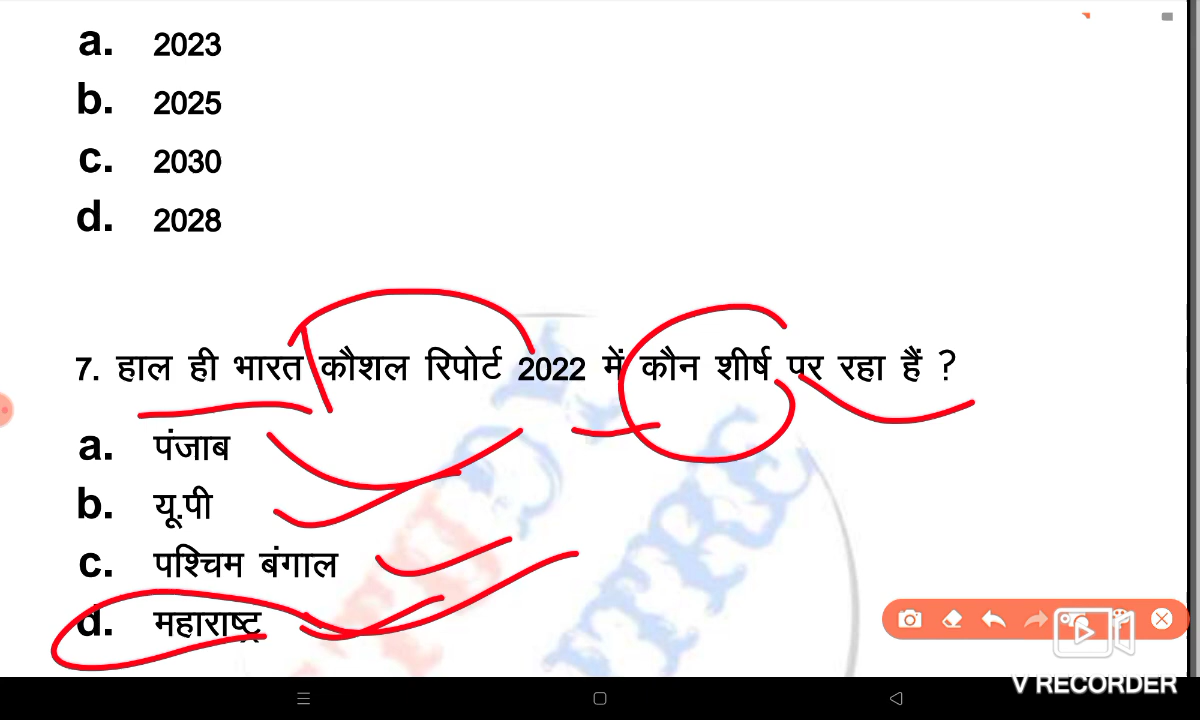 a. 2023
b. 2025
c. 2030
d. 2028
7. हाल ही भारत कौशल रिपोर्ट 2022 में कौन शीर्ष पर रहा हैं ?
a. पंजाब
b. यू.पी
c. पश्चिम बंगाल
d. महाराष्ट्र
V RECORDER